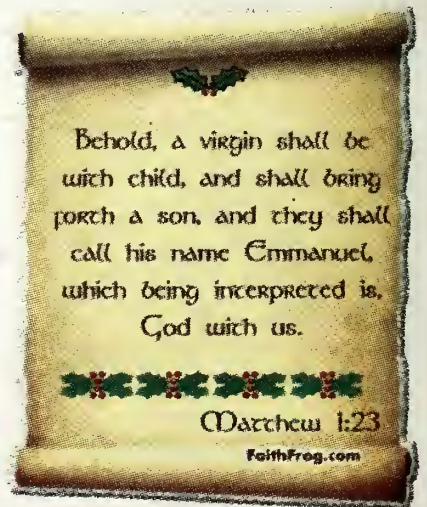 Behold, a virgin shall be
with child, and shall bring
forth a son, and they shall
call his name Emmanuel,
which being interpreted is,
God with us.
Matthew 1:23
FaithFrog.com